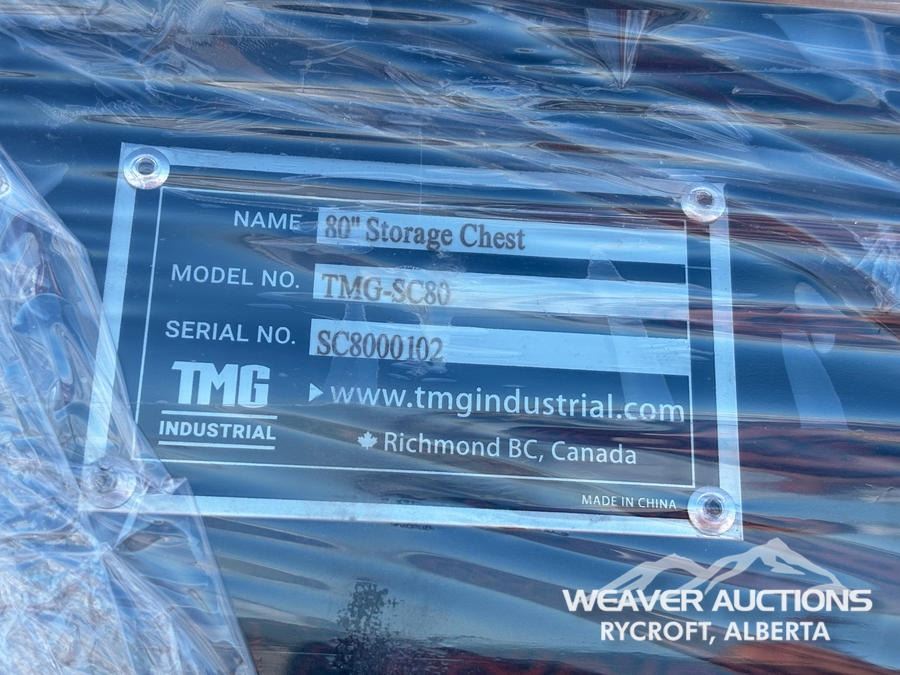 NAME 80" Storage Chest
MODEL NO. TMG-SC80
SERIAL NO. SC8000102
TMG
INDUSTRIAL
www.tmgindustrial.com
Richmond BC, Canada
MADE IN CHINA
WEAVER AUCTIONS
RYCROFT, ALBERTA